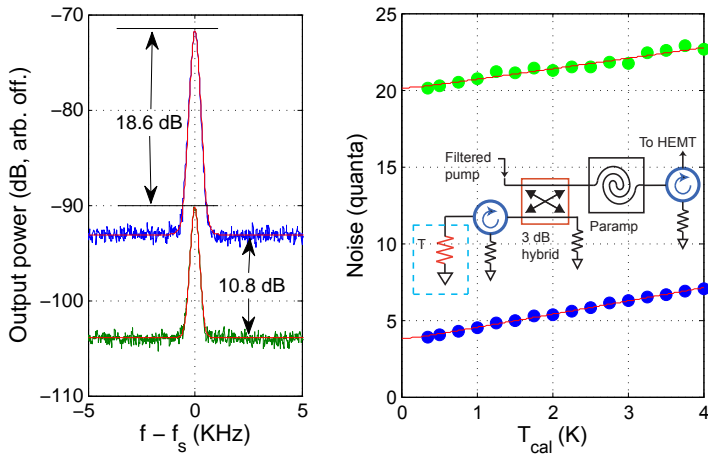 Output power (dB, arb. off.)
−70
−80
−90
−100
−110
18.6 dB
10.8 dB
−5
0
5
f − fs (KHz)
Noise (quanta)
25
20
15
10
5
0
To HEMT
Filtered
pump
Paramp
T
3 dB
hybrid
0
1
2
3
4
Tcal (K)